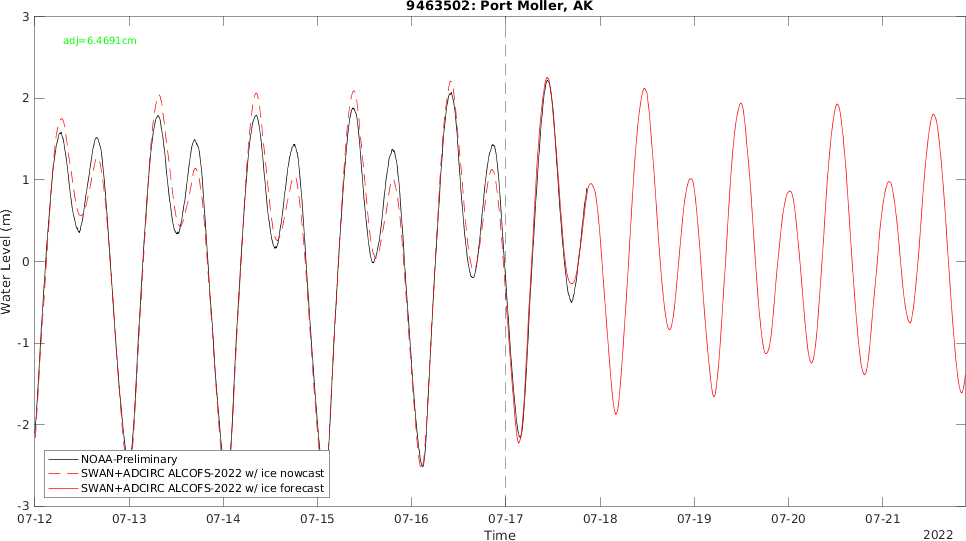 9463502: Port Moller, AK
adj=6.4691cm
Water Level (m)
3
2
1
0
-1
-2
-3
NOAA-Preliminary
SWAN+ADCIRC ALCOFS-2022 w/ ice nowcast
SWAN+ADCIRC ALCOFS-2022 w/ ice forecast
07-12 07-13 07-14 07-15 07-16 07-17 07-18 07-19 07-20 07-21
Time
2022